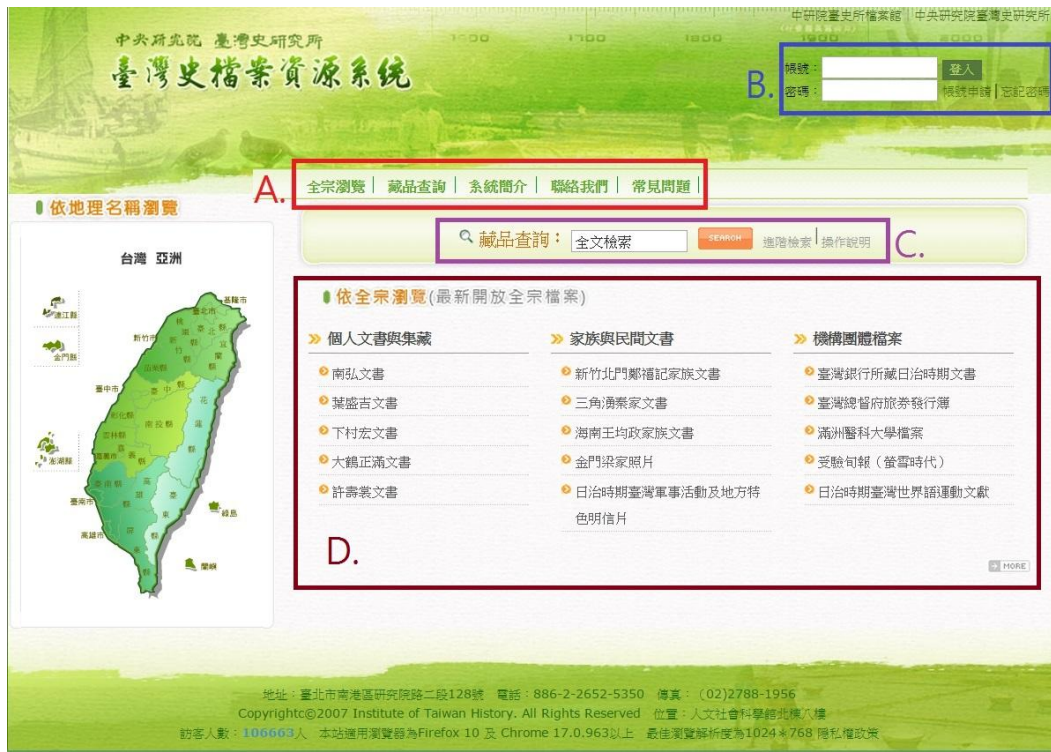 中研院臺史所檔案館 中央研究院臺灣史研究所
1700 1800 1900 2000
中央研究院 臺灣史研究所
臺灣史檔案資源系統
B.
帳號：
登入
密碼：
帳號申請|忘記密碼
A.
全宗瀏覽| 藏品查詢| 系統簡介| 聯絡我們| 常見問題|
藏品查詢： 全文檢索 SEARCH 進階檢索|操作說明
C.
依地理名稱瀏覽
台灣 亞洲
連江縣
金門縣
澎湖縣
基隆市
臺北市
新竹市
臺中市
彰化縣
雲林縣
南投縣
臺南市
高雄市
綠島
蘭嶼
依全宗瀏覽(最新開放全宗檔案)
個人文書與集藏
南弘文書
葉盛吉文書
下村宏文書
大鶴正滿文書
許壽裳文書
家族與民間文書
新竹北門鄭福記家族文書
三角湧秦家文書
海南王均政家族文書
金門梁家照片
日治時期臺灣軍事活動及地方特
色明信片
機構團體檔案
臺灣銀行所藏日治時期文書
臺灣總督府旅券發行簿
滿洲醫科大學檔案
受驗旬報（螢雪時代）
日治時期臺灣世界語運動文獻
D.
MORE
地址：臺北市南港區研究院路二段128號 電話：886-2-2652-5350 傳真：（02)2788-1956
Copyrightc©2007 Institute of Taiwan History. All Rights Reserved 位置：人文社會科學館北棟八樓
訪客人數：106663人 本站適用瀏覽器為Firefox 10 及 Chrome 17.0.963以上 最佳瀏覽解析度為1024＊768 隱私權政策